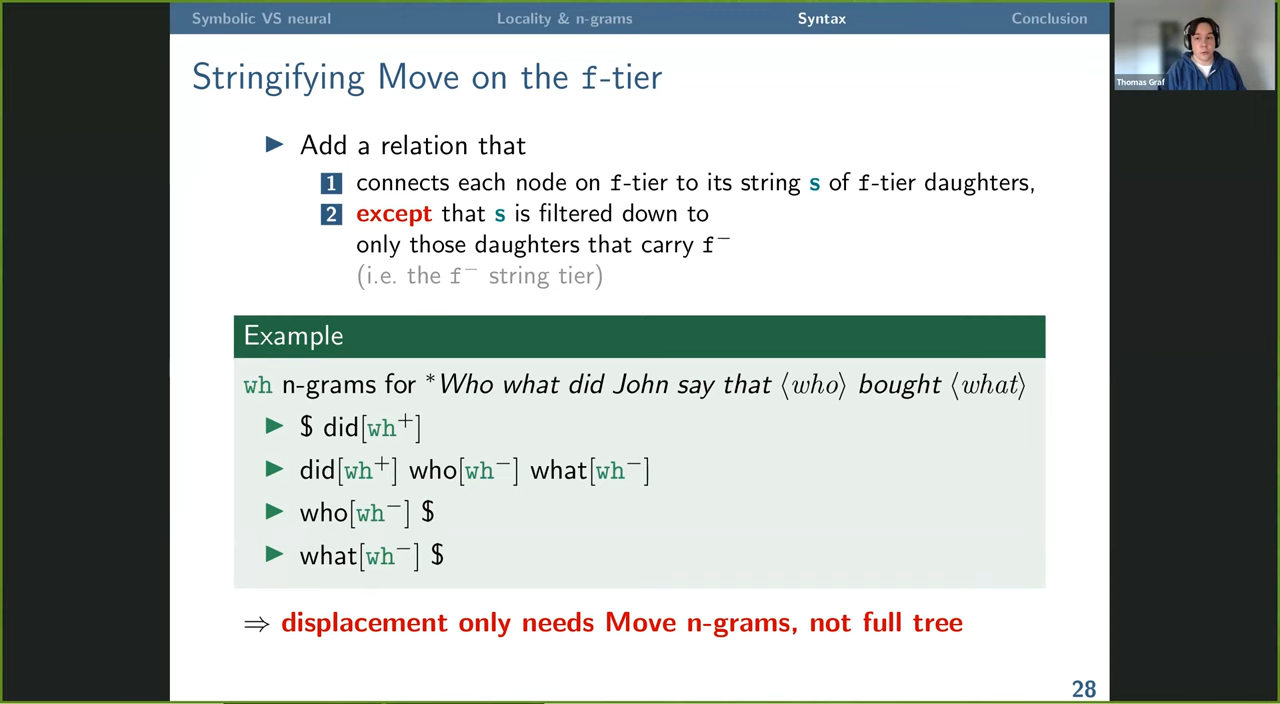 Symbolic VS neural Locality & n-grams Syntax Conclusion
Thomas Graf
Stringifying Move on the f-tier
▶ Add a relation that
1 connects each node on f-tier to its string s of f-tier daughters,
2 except that s is filtered down to
only those daughters that carry f⁻
(i.e. the f⁻ string tier)
Example
wh n-grams for *Who what did John say that ⟨who⟩ bought ⟨what⟩
▶ $ did[wh⁺]
▶ did[wh⁺] who[wh⁻] what[wh⁻]
▶ who[wh⁻] $
▶ what[wh⁻] $
⇒ displacement only needs Move n-grams, not full tree
28